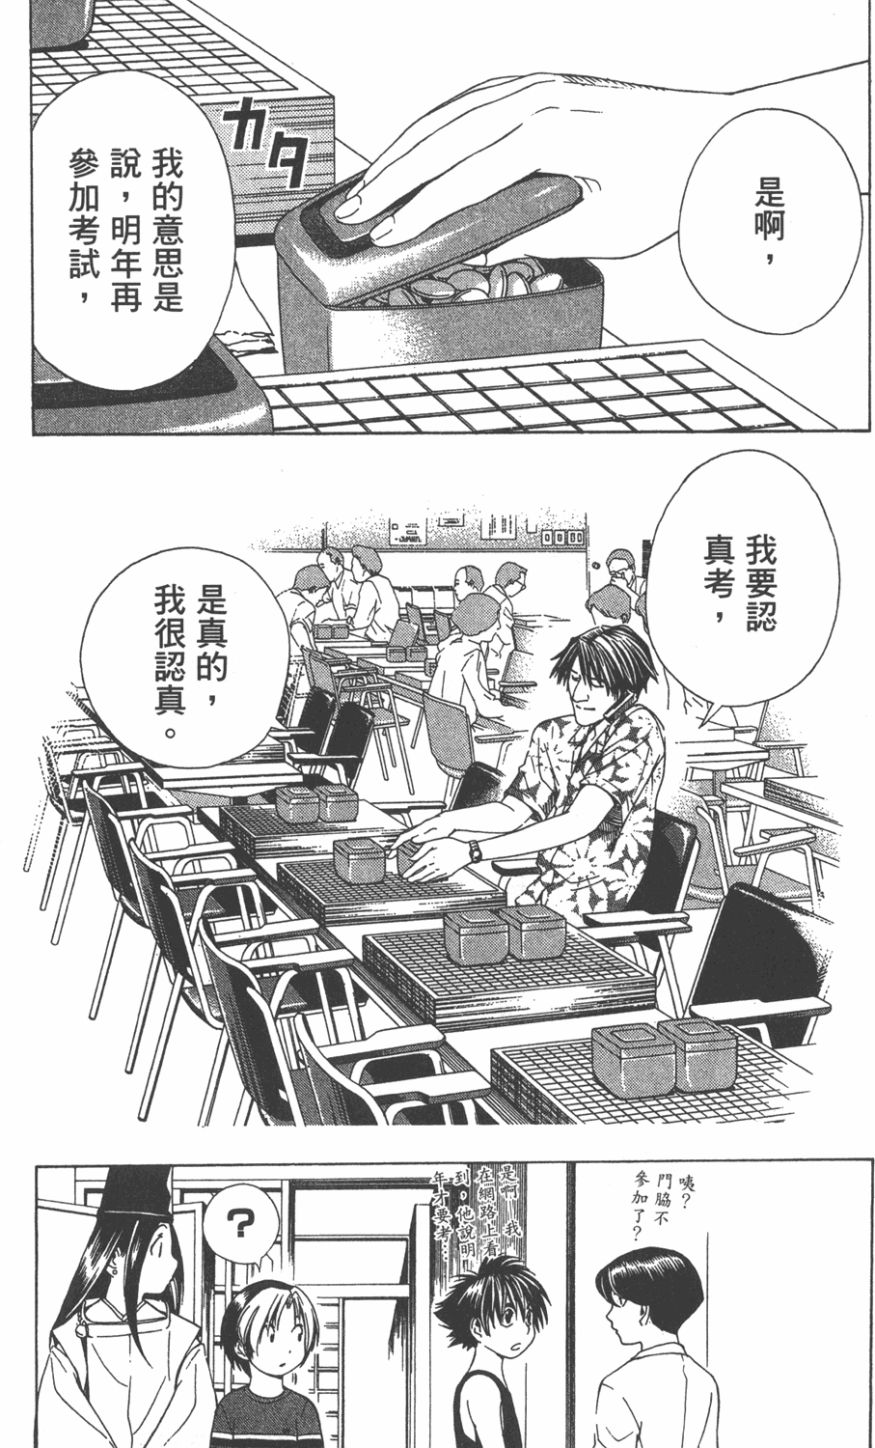 是啊，
カタ
我的意思是
說，明年再
參加考試，
我要認
真考，
是真的，
我很認真。
咦？
門脇不
參加了？
是啊，我
在網路上看
到，他說明
年才要考…
？